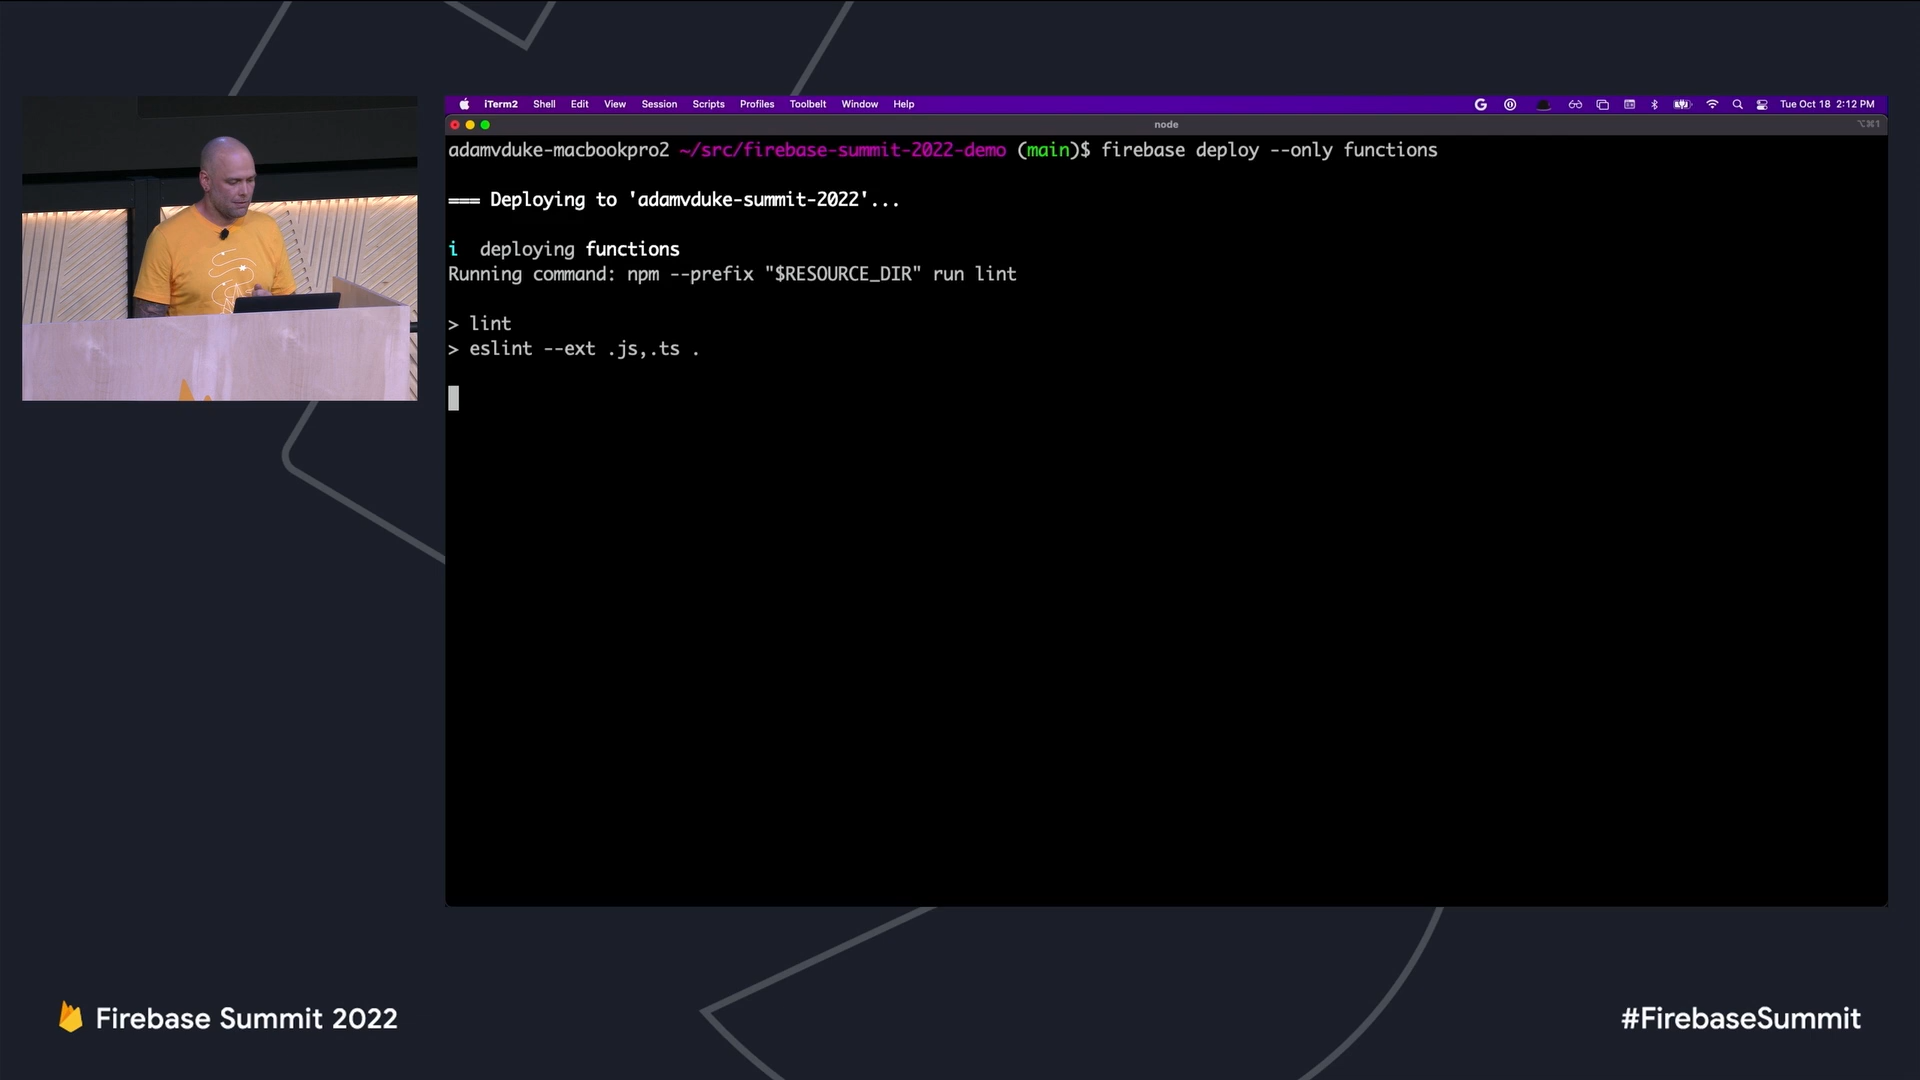 iTerm2 Shell Edit View Session Scripts Profiles Toolbelt Window Help Tue Oct 18 2:12 PM
node ⌥⌘1
adamvduke-macbookpro2 ~/src/firebase-summit-2022-demo (main)$ firebase deploy --only functions
=== Deploying to 'adamvduke-summit-2022'...
i deploying functions
Running command: npm --prefix "$RESOURCE_DIR" run lint
> lint
> eslint --ext .js,.ts .
Firebase Summit 2022
#FirebaseSummit